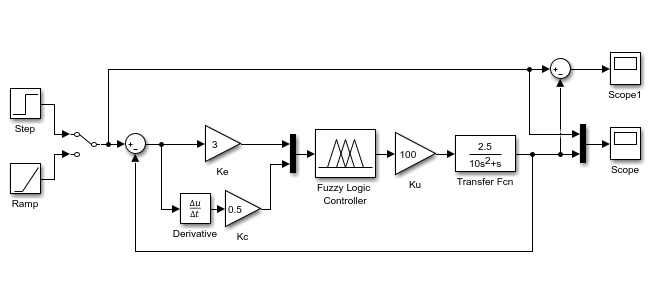 Step
Ramp
+
−
3
Ke
Δu
Δt
Derivative
0.5
Kc
Fuzzy Logic
Controller
100
Ku
2.5
10s²+s
Transfer Fcn
+
−
Scope1
Scope